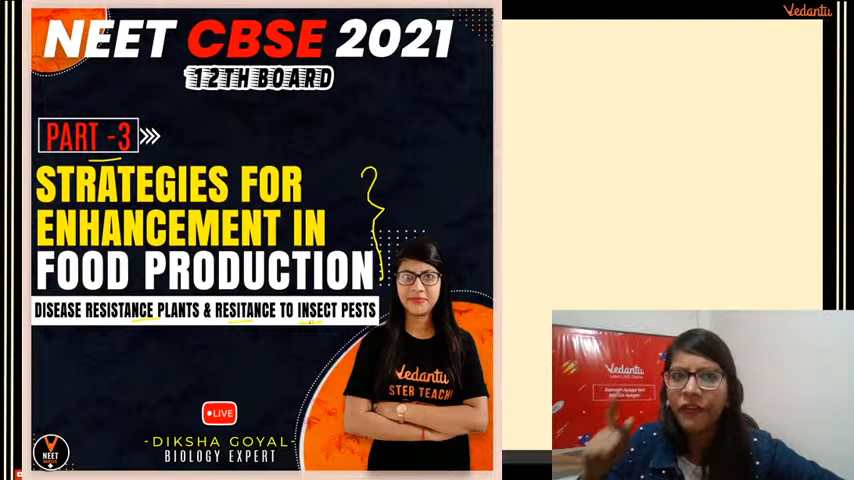 NEET CBSE 2021
12TH BOARD
PART -3
STRATEGIES FOR
ENHANCEMENT IN
FOOD PRODUCTION
DISEASE RESISTANCE PLANTS & RESITANCE TO INSECT PESTS
Vedantu
STER TEACH
LIVE
-DIKSHA GOYAL-
BIOLOGY EXPERT
NEET
Vedantu
Vedantu